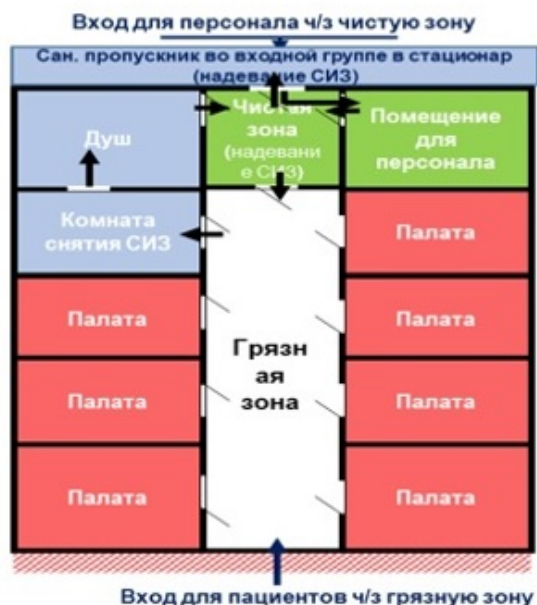 Вход для персонала ч/з чистую зону
Сан. пропускник во входной группе в стационар
(надевание СИЗ)
Душ
Чистая
зона
(надевани
е СИЗ)
Помещение
для
персонала
Комната
снятия СИЗ
Палата
Палата
Палата
Грязн
ая
зона
Палата
Палата
Палата
Палата
Вход для пациентов ч/з грязную зону